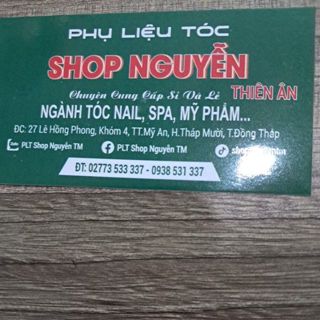 PHỤ LIỆU TÓC
SHOP NGUYỄN
THIÊN ÂN
Chuyên Cung Cấp Sỉ Và Lẻ
NGÀNH TÓC NAIL, SPA, MỸ PHẨM...
ĐC: 27 Lê Hồng Phong, Khóm 4, TT.Mỹ An, H.Tháp Mười, T.Đồng Tháp
Zalo PLT Shop Nguyễn TM PLT Shop Nguyễn TM
ĐT: 02773 533 337 - 0938 531 337